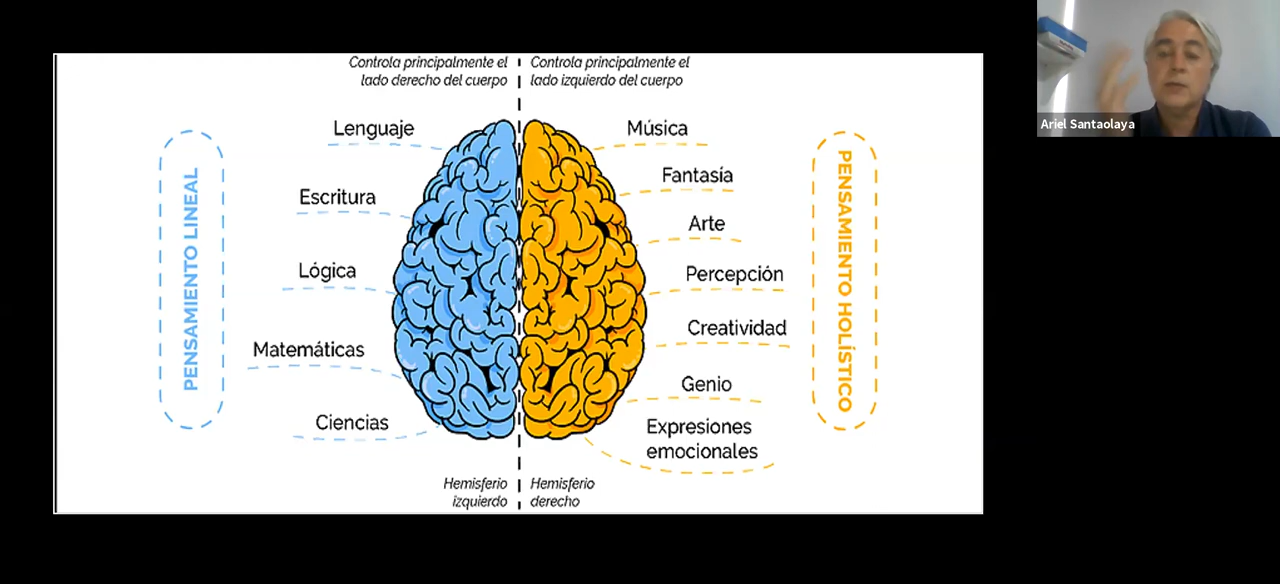 Controla principalmente el
lado derecho del cuerpo
Controla principalmente el
lado izquierdo del cuerpo
PENSAMIENTO LINEAL
Lenguaje
Escritura
Lógica
Matemáticas
Ciencias
Música
Fantasía
Arte
Percepción
Creatividad
Genio
Expresiones
emocionales
PENSAMIENTO HOLÍSTICO
Hemisferio
izquierdo
Hemisferio
derecho
Ariel Santaolaya